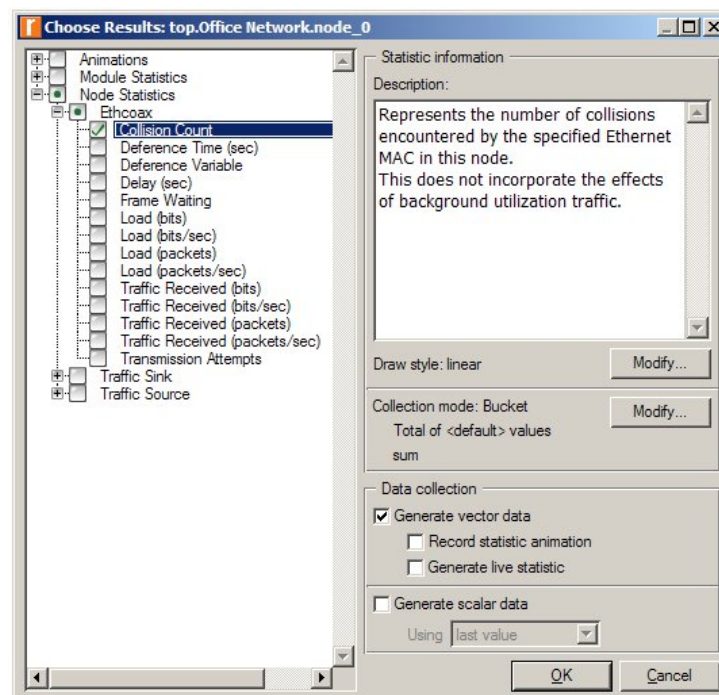 Choose Results: top.Office Network.node_0
Animations
Module Statistics
Node Statistics
Ethcoax
Collision Count
Deference Time (sec)
Deference Variable
Delay (sec)
Frame Waiting
Load (bits)
Load (bits/sec)
Load (packets)
Load (packets/sec)
Traffic Received (bits)
Traffic Received (bits/sec)
Traffic Received (packets)
Traffic Received (packets/sec)
Transmission Attempts
Traffic Sink
Traffic Source
Statistic information
Description:
Represents the number of collisions
encountered by the specified Ethernet
MAC in this node.
This does not incorporate the effects
of background utilization traffic.
Draw style: linear
Modify...
Collection mode: Bucket
Modify...
Total of <default> values
sum
Data collection
Generate vector data
Record statistic animation
Generate live statistic
Generate scalar data
Using last value
OK
Cancel